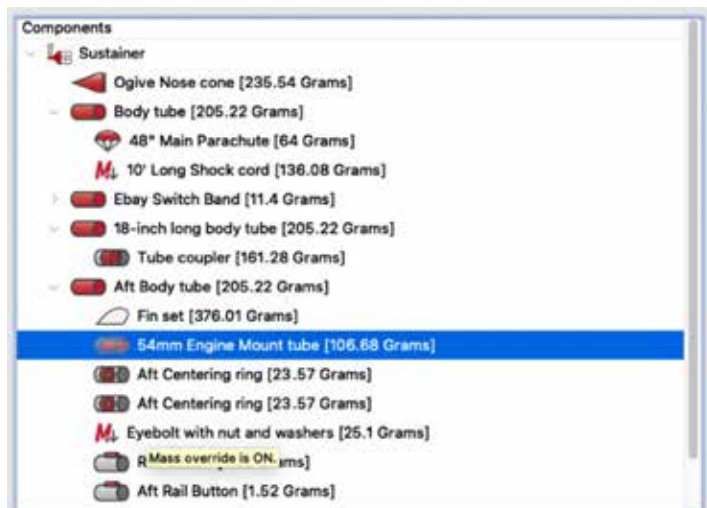 Components
Sustainer
Ogive Nose cone [235.54 Grams]
Body tube [205.22 Grams]
48" Main Parachute [64 Grams]
10' Long Shock cord [136.08 Grams]
Ebay Switch Band [11.4 Grams]
18-inch long body tube [205.22 Grams]
Tube coupler [161.28 Grams]
Aft Body tube [205.22 Grams]
Fin set [376.01 Grams]
54mm Engine Mount tube [106.68 Grams]
Aft Centering ring [23.57 Grams]
Aft Centering ring [23.57 Grams]
Eyebolt with nut and washers [25.1 Grams]
Mass override is ON.
Aft Rail Button [1.52 Grams]